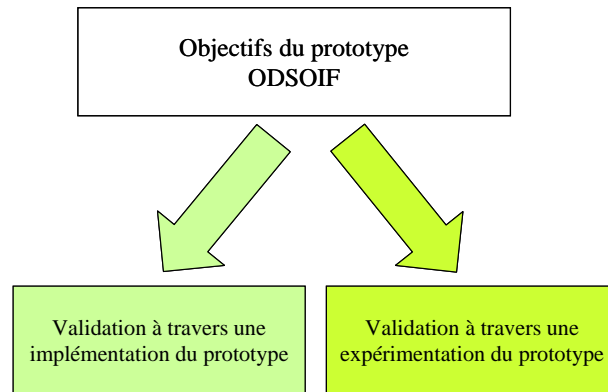 Objectifs du prototype
ODSOIF
Validation à travers une
implémentation du prototype
Validation à travers une
expérimentation du prototype